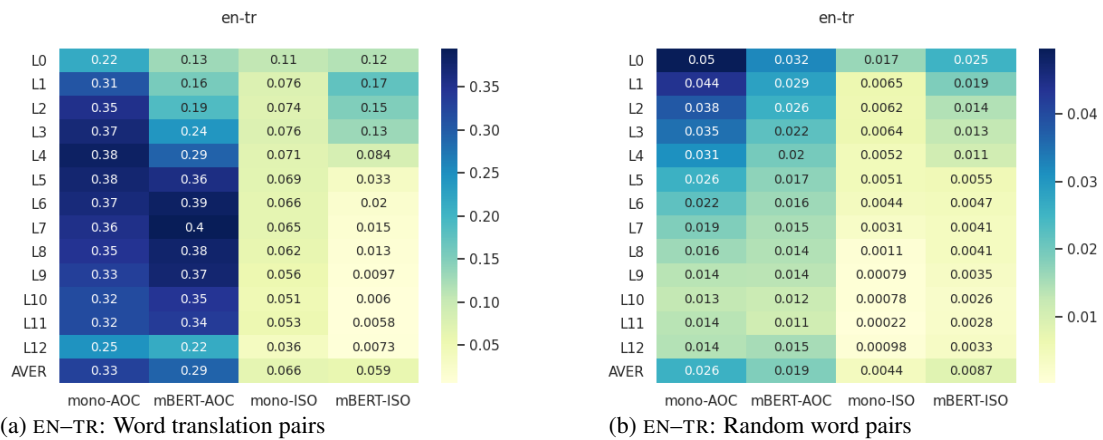 en-tr
L0 0.22 0.13 0.11 0.12
L1 0.31 0.16 0.076 0.17
L2 0.35 0.19 0.074 0.15
L3 0.37 0.24 0.076 0.13
L4 0.38 0.29 0.071 0.084
L5 0.38 0.36 0.069 0.033
L6 0.37 0.39 0.066 0.02
L7 0.36 0.4 0.065 0.015
L8 0.35 0.38 0.062 0.013
L9 0.33 0.37 0.056 0.0097
L10 0.32 0.35 0.051 0.006
L11 0.32 0.34 0.053 0.0058
L12 0.25 0.22 0.036 0.0073
AVER 0.33 0.29 0.066 0.059
mono-AOC mBERT-AOC mono-ISO mBERT-ISO
0.35
0.30
0.25
0.20
0.15
0.10
0.05
(a) EN–TR: Word translation pairs
en-tr
L0 0.05 0.032 0.017 0.025
L1 0.044 0.029 0.0065 0.019
L2 0.038 0.026 0.0062 0.014
L3 0.035 0.022 0.0064 0.013
L4 0.031 0.02 0.0052 0.011
L5 0.026 0.017 0.0051 0.0055
L6 0.022 0.016 0.0044 0.0047
L7 0.019 0.015 0.0031 0.0041
L8 0.016 0.014 0.0011 0.0041
L9 0.014 0.014 0.00079 0.0035
L10 0.013 0.012 0.00078 0.0026
L11 0.014 0.011 0.00022 0.0028
L12 0.014 0.015 0.00098 0.0033
AVER 0.026 0.019 0.0044 0.0087
mono-AOC mBERT-AOC mono-ISO mBERT-ISO
0.04
0.03
0.02
0.01
(b) EN–TR: Random word pairs